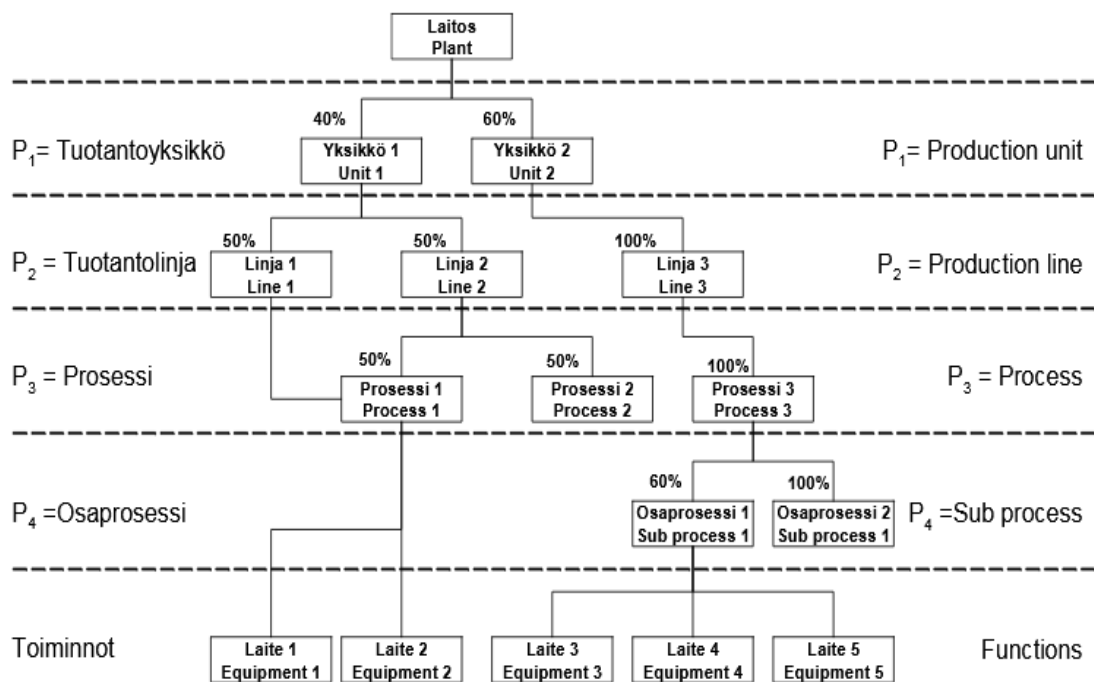 Laitos
Plant
40%
60%
P1= Tuotantoyksikkö
Yksikkö 1
Unit 1
Yksikkö 2
Unit 2
P1= Production unit
50%
50%
100%
P2 = Tuotantolinja
Linja 1
Line 1
Linja 2
Line 2
Linja 3
Line 3
P2 = Production line
50%
50%
100%
P3 = Prosessi
Prosessi 1
Process 1
Prosessi 2
Process 2
Prosessi 3
Process 3
P3 = Process
60%
100%
P4 =Osaprosessi
Osaprosessi 1
Sub process 1
Osaprosessi 2
Sub process 1
P4 =Sub process
Toiminnot
Laite 1
Equipment 1
Laite 2
Equipment 2
Laite 3
Equipment 3
Laite 4
Equipment 4
Laite 5
Equipment 5
Functions